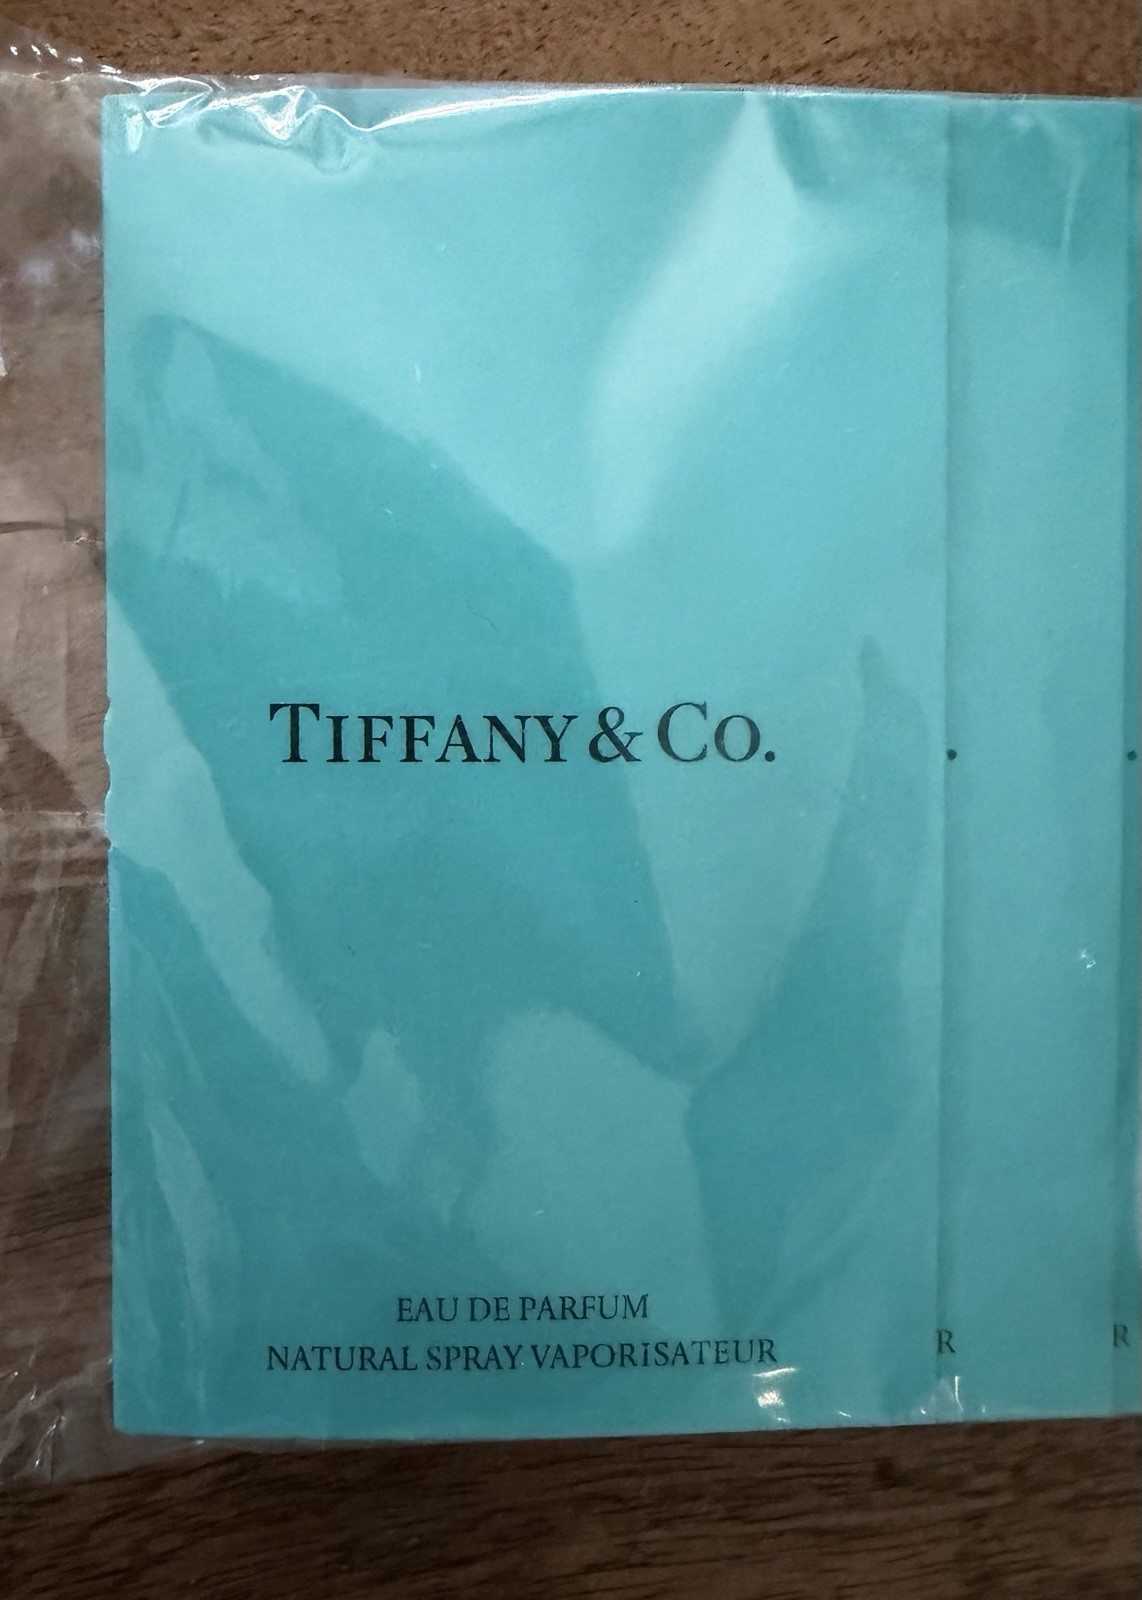 TIFFANY & CO.
EAU DE PARFUM
NATURAL SPRAY VAPORISATEUR
R
R